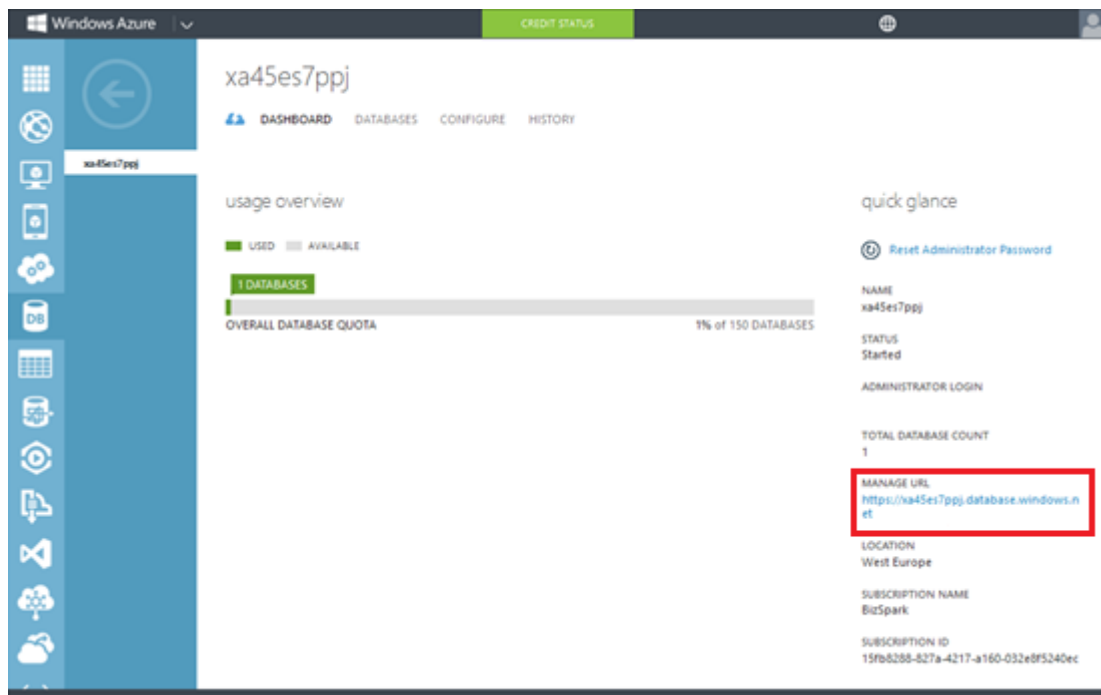 Windows Azure
CREDIT STATUS
xa45es7ppj
DASHBOARD DATABASES CONFIGURE HISTORY
xa45es7ppj
usage overview
USED AVAILABLE
1 DATABASES
OVERALL DATABASE QUOTA 1% of 150 DATABASES
quick glance
Reset Administrator Password
NAME
xa45es7ppj
STATUS
Started
ADMINISTRATOR LOGIN
TOTAL DATABASE COUNT
1
MANAGE URL
https://xa45es7ppj.database.windows.n
et
LOCATION
West Europe
SUBSCRIPTION NAME
BizSpark
SUBSCRIPTION ID
15fb8288-827a-4217-a160-032e8f5240ec
DB